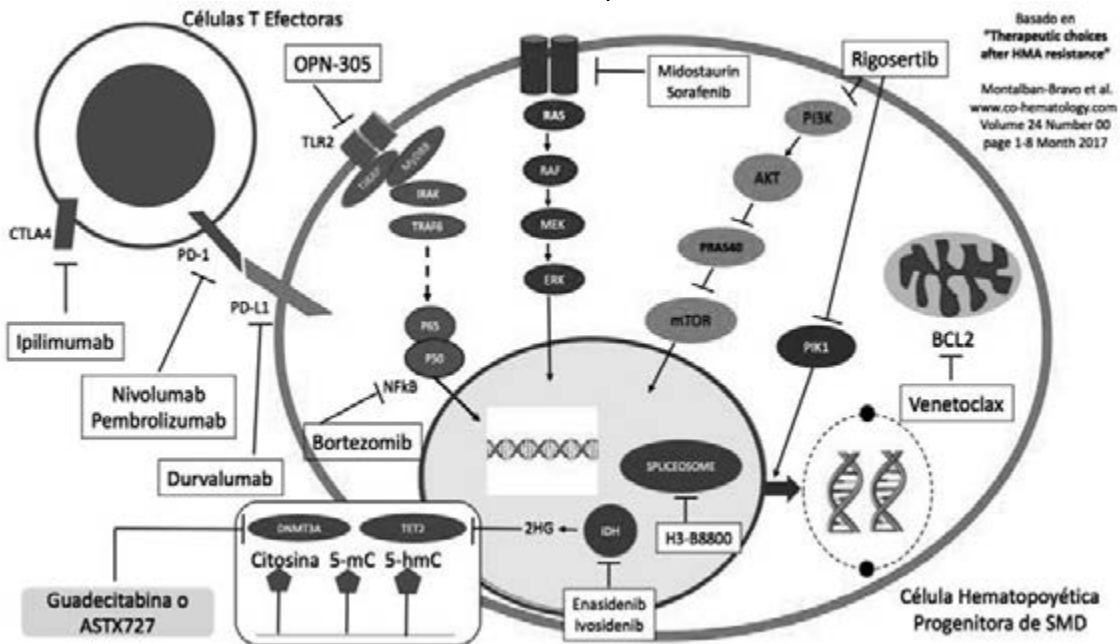 Células T Efectoras
Basado en
"Therapeutic choices
after HMA resistance"
Montalban-Bravo et al.
www.co-hematology.com
Volume 24 Number 00
page 1-8 Month 2017
OPN-305
TLR2
TIRAP
MyD88
IRAK
TRAF6
P65
P50
NFkB
Bortezomib
Midostaurin
Sorafenib
RAS
RAF
MEK
ERK
Rigosertib
PI3K
AKT
PRAS40
mTOR
PIK1
BCL2
Venetoclax
CTLA4
PD-1
PD-L1
Ipilimumab
Nivolumab
Pembrolizumab
Durvalumab
SPLICEOSOME
H3-B8800
DNMT3A
TET2
2HG
IDH
Citosina 5-mC 5-hmC
Guadecitabina o
ASTX727
Enasidenib
Ivosidenib
Célula Hematopoyética
Progenitora de SMD